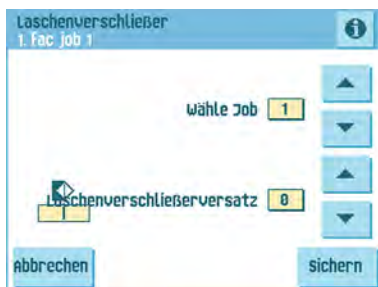 Laschenverschließer
1. Fac job 1
Wähle Job 1
Laschenverschließerversatz 0
Abbrechen
Sichern